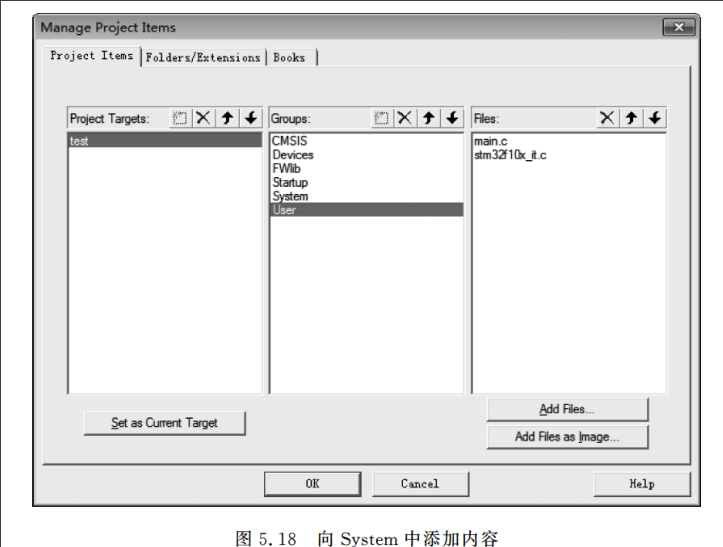 Manage Project Items
Project Items Folders/Extensions Books
Project Targets: Groups: Files:
test
CMSIS
Devices
FWlib
Startup
System
User
main.c
stm32f10x_it.c
Set as Current Target
Add Files...
Add Files as Image...
OK Cancel Help
图 5.18 向 System 中添加内容